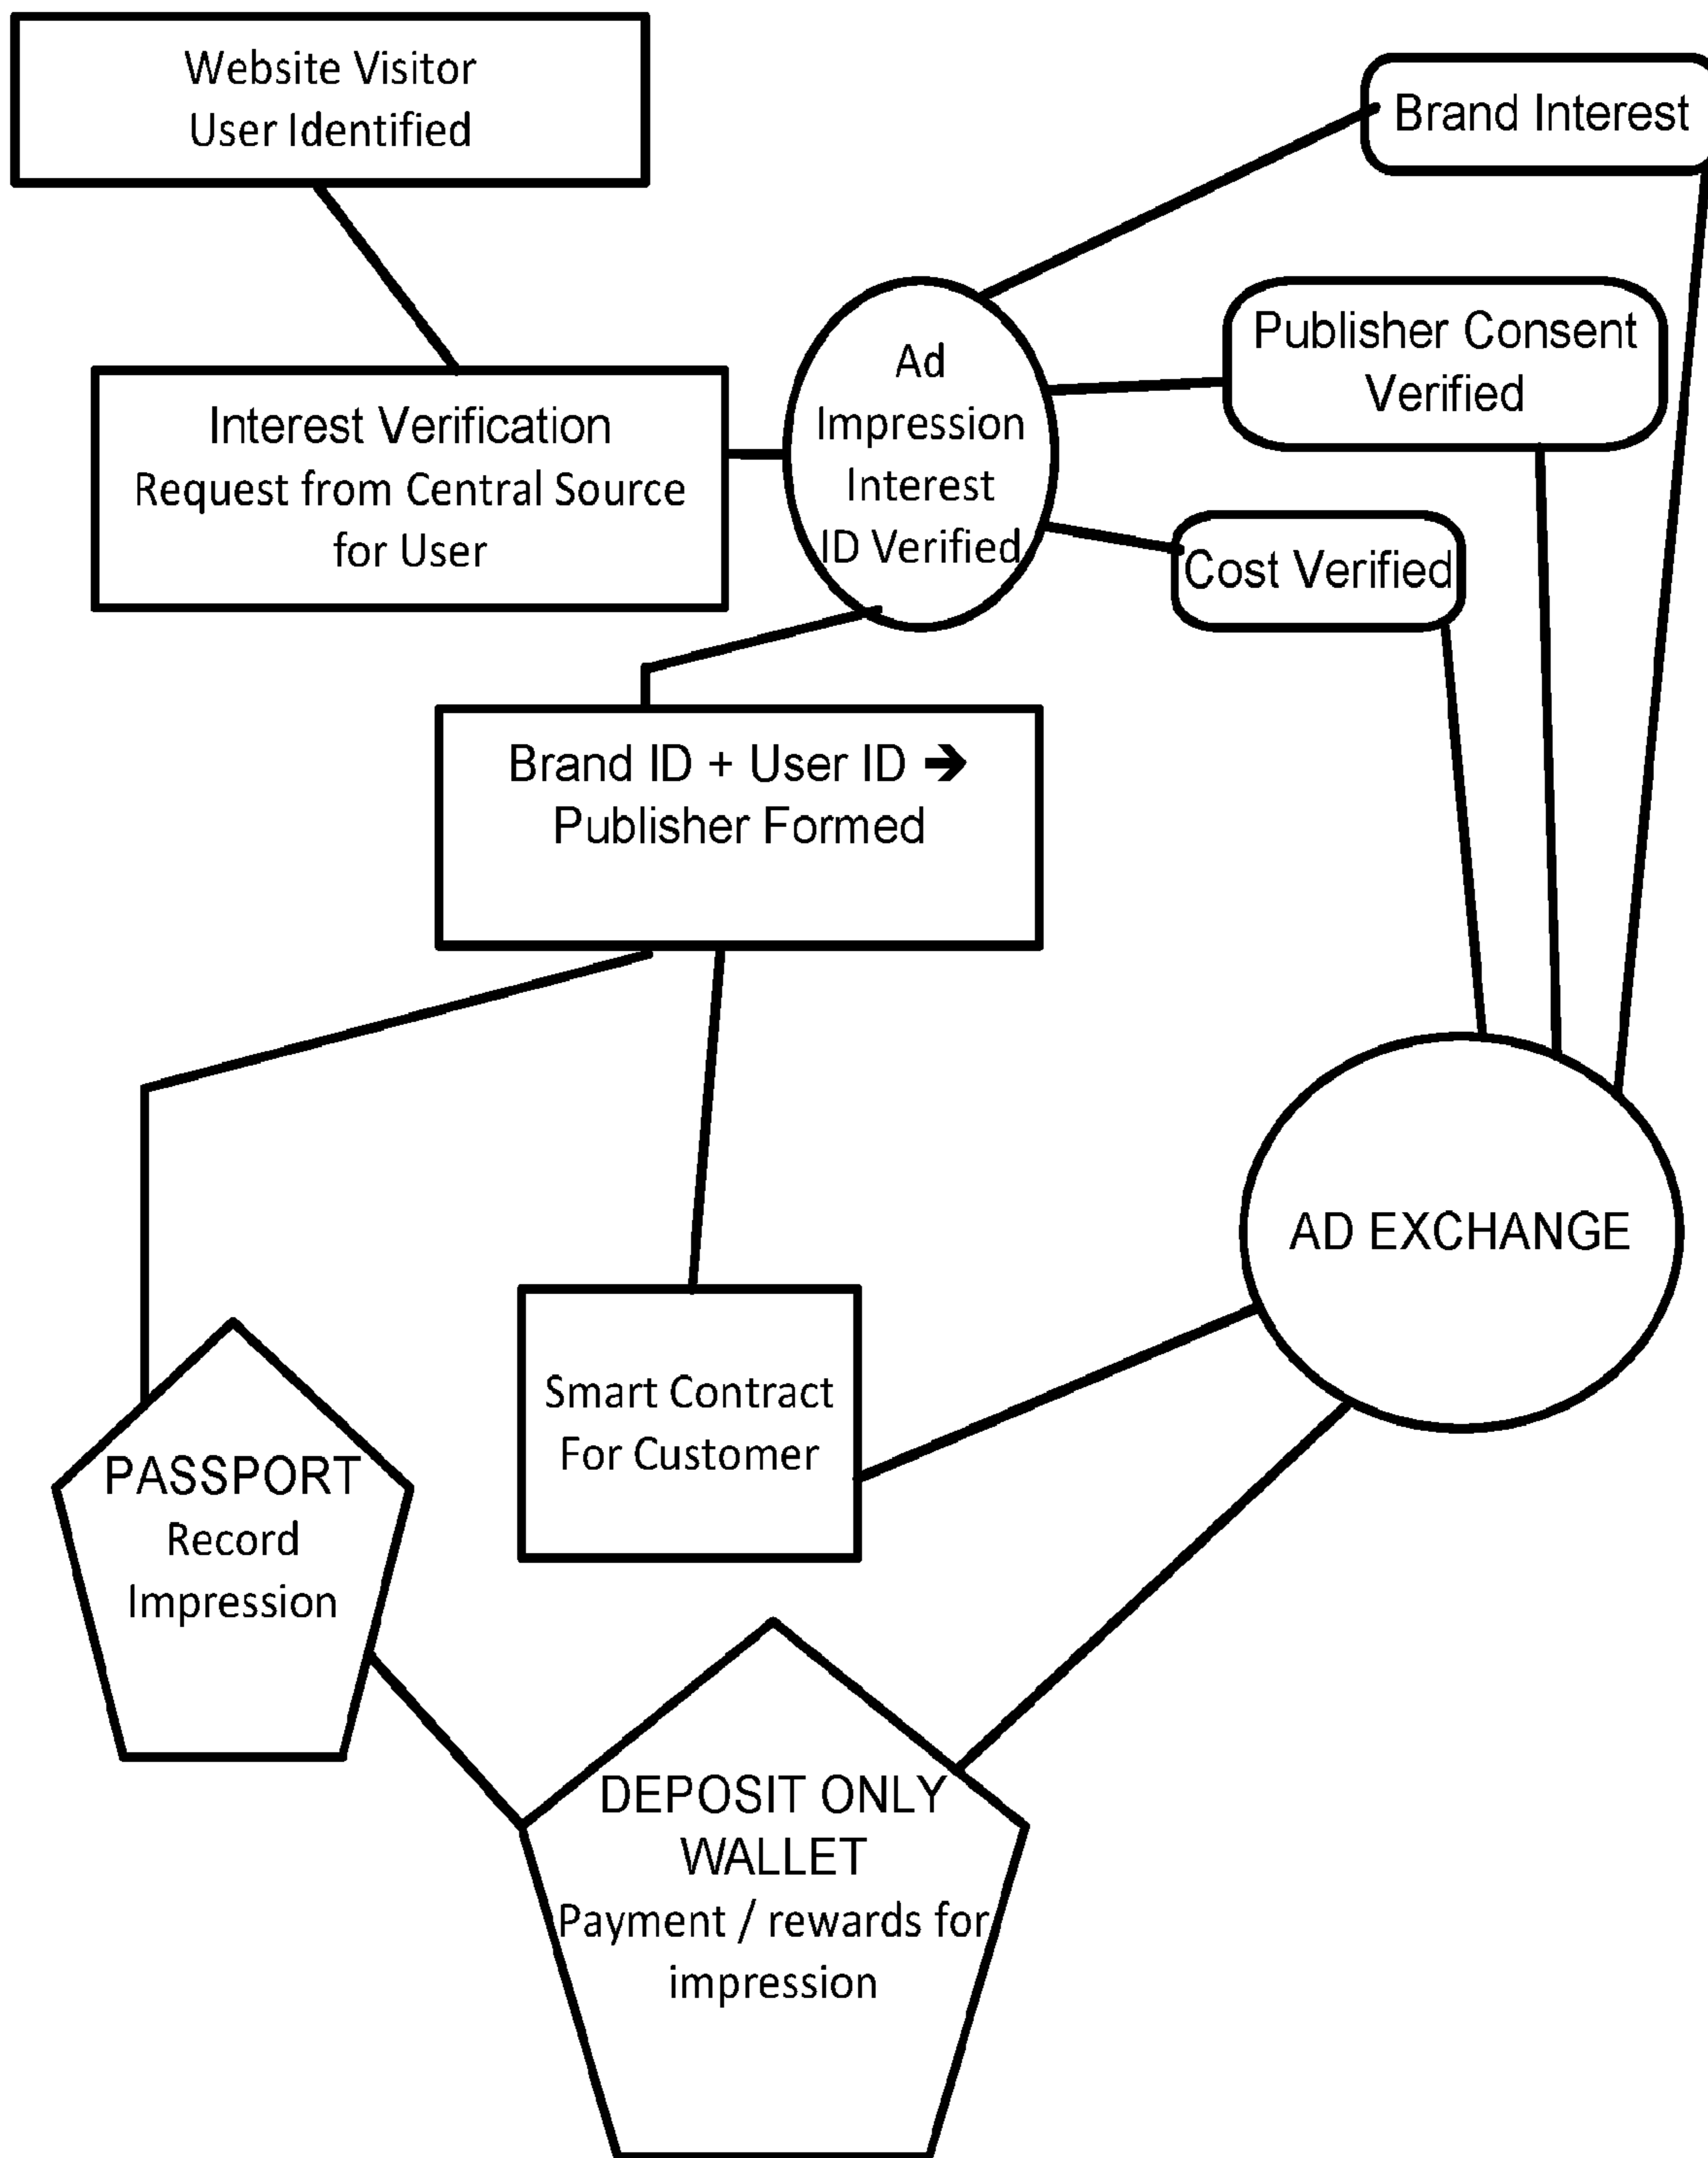 Website Visitor
User Identified
Brand Interest
Publisher Consent
Verified
Ad
Impression
Interest
ID Verified
Interest Verification
Request from Central Source
for User
Cost Verified
Brand ID + User ID ➔
Publisher Formed
AD EXCHANGE
Smart Contract
For Customer
PASSPORT
Record
Impression
DEPOSIT ONLY
WALLET
Payment / rewards for
impression